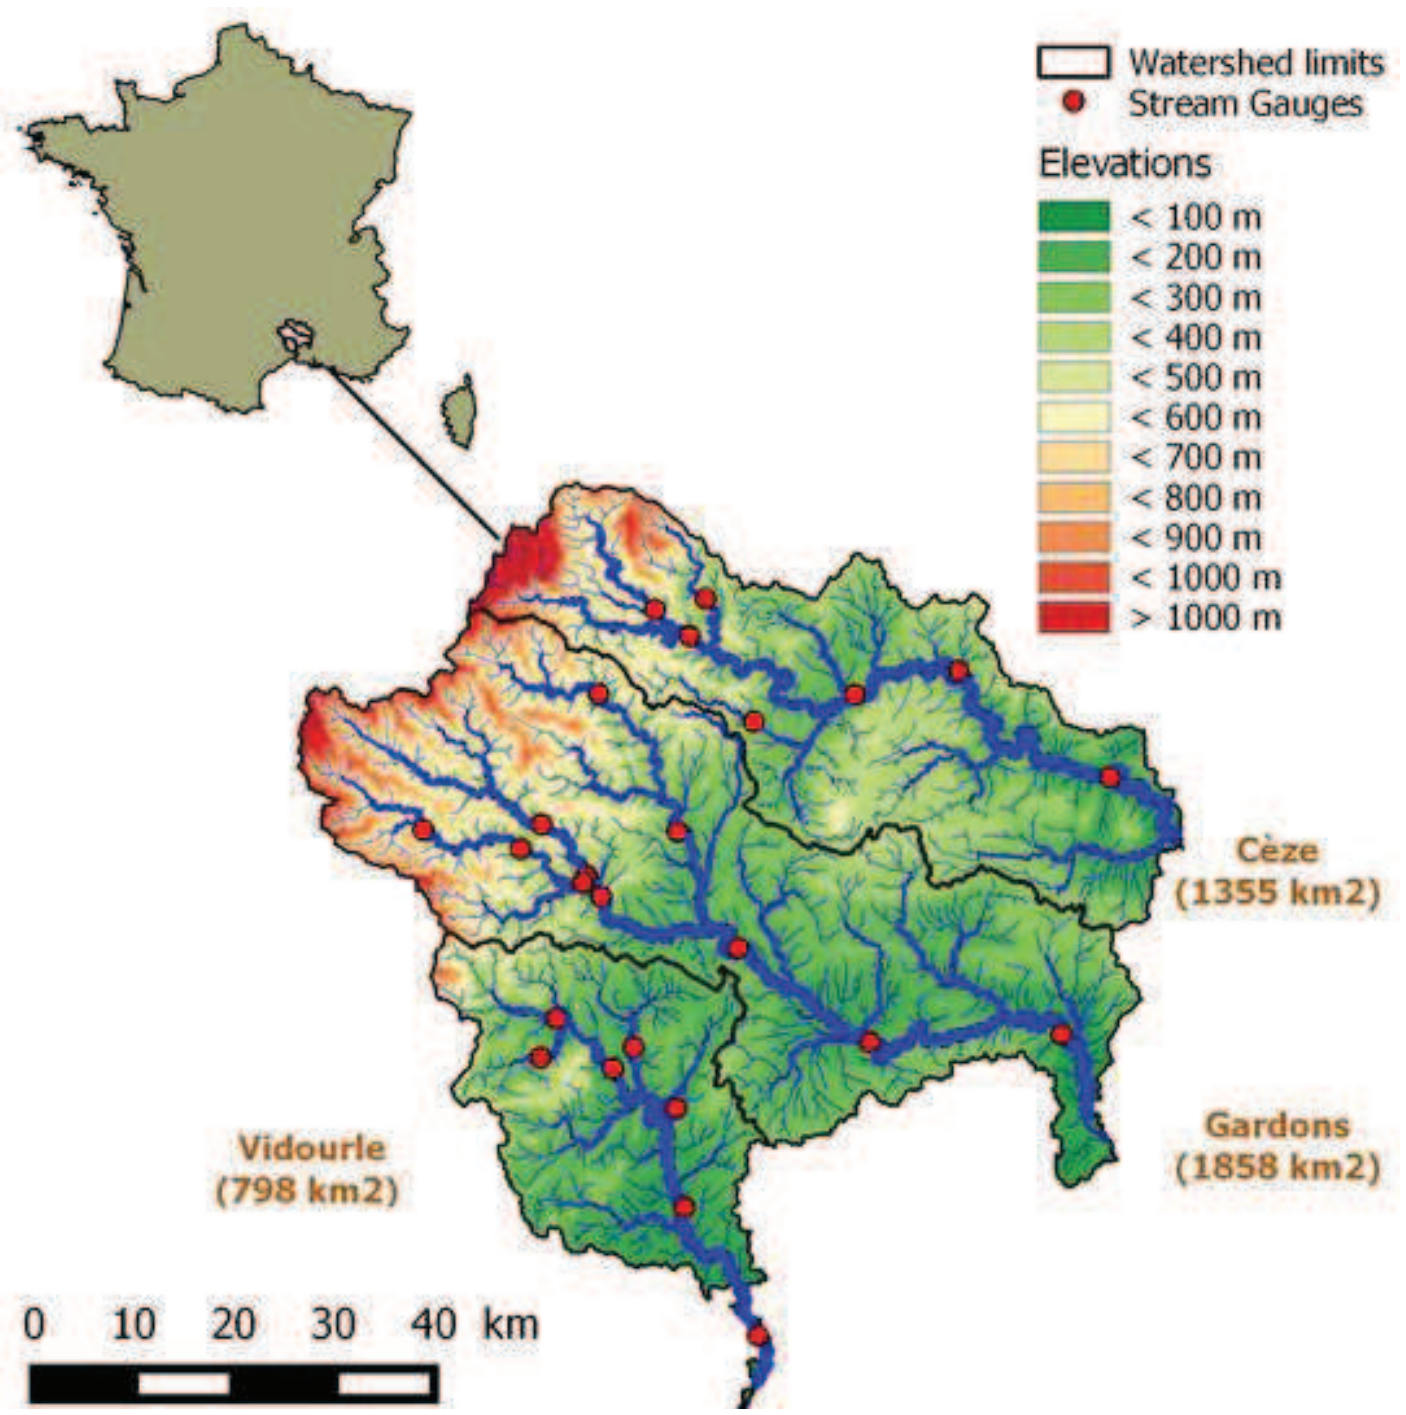 Watershed limits
Stream Gauges
Elevations
< 100 m
< 200 m
< 300 m
< 400 m
< 500 m
< 600 m
< 700 m
< 800 m
< 900 m
< 1000 m
> 1000 m
Cèze
(1355 km2)
Gardons
(1858 km2)
Vidourle
(798 km2)
0 10 20 30 40 km